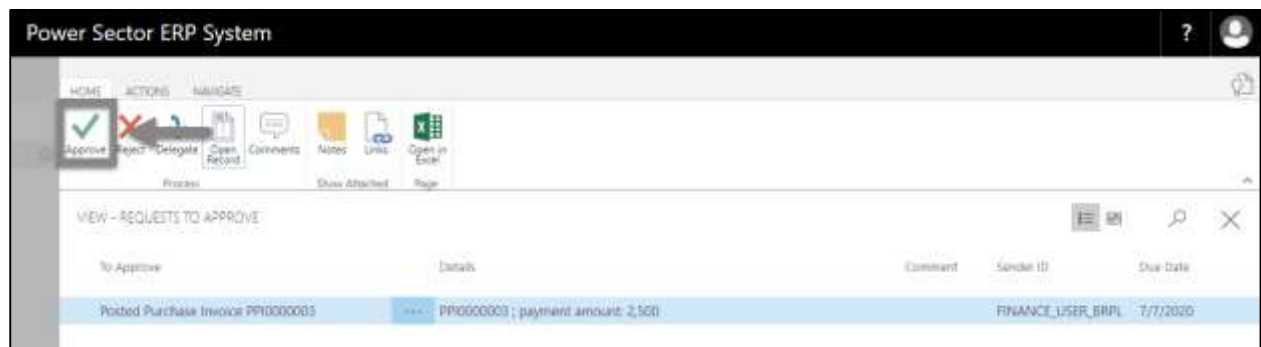 Power Sector ERP System ?
HOME ACTIONS NAVIGATE
Approve Reject Delegate Open Record Comments Notes Links Open in Excel
Process Show Attached Page
VIEW - REQUESTS TO APPROVE
To Approve Details Comment Sender ID Due Date
Posted Purchase Invoice PPI0000003 ... PPI0000003 ; payment amount: 2,500 FINANCE_USER_BRPL 7/7/2020